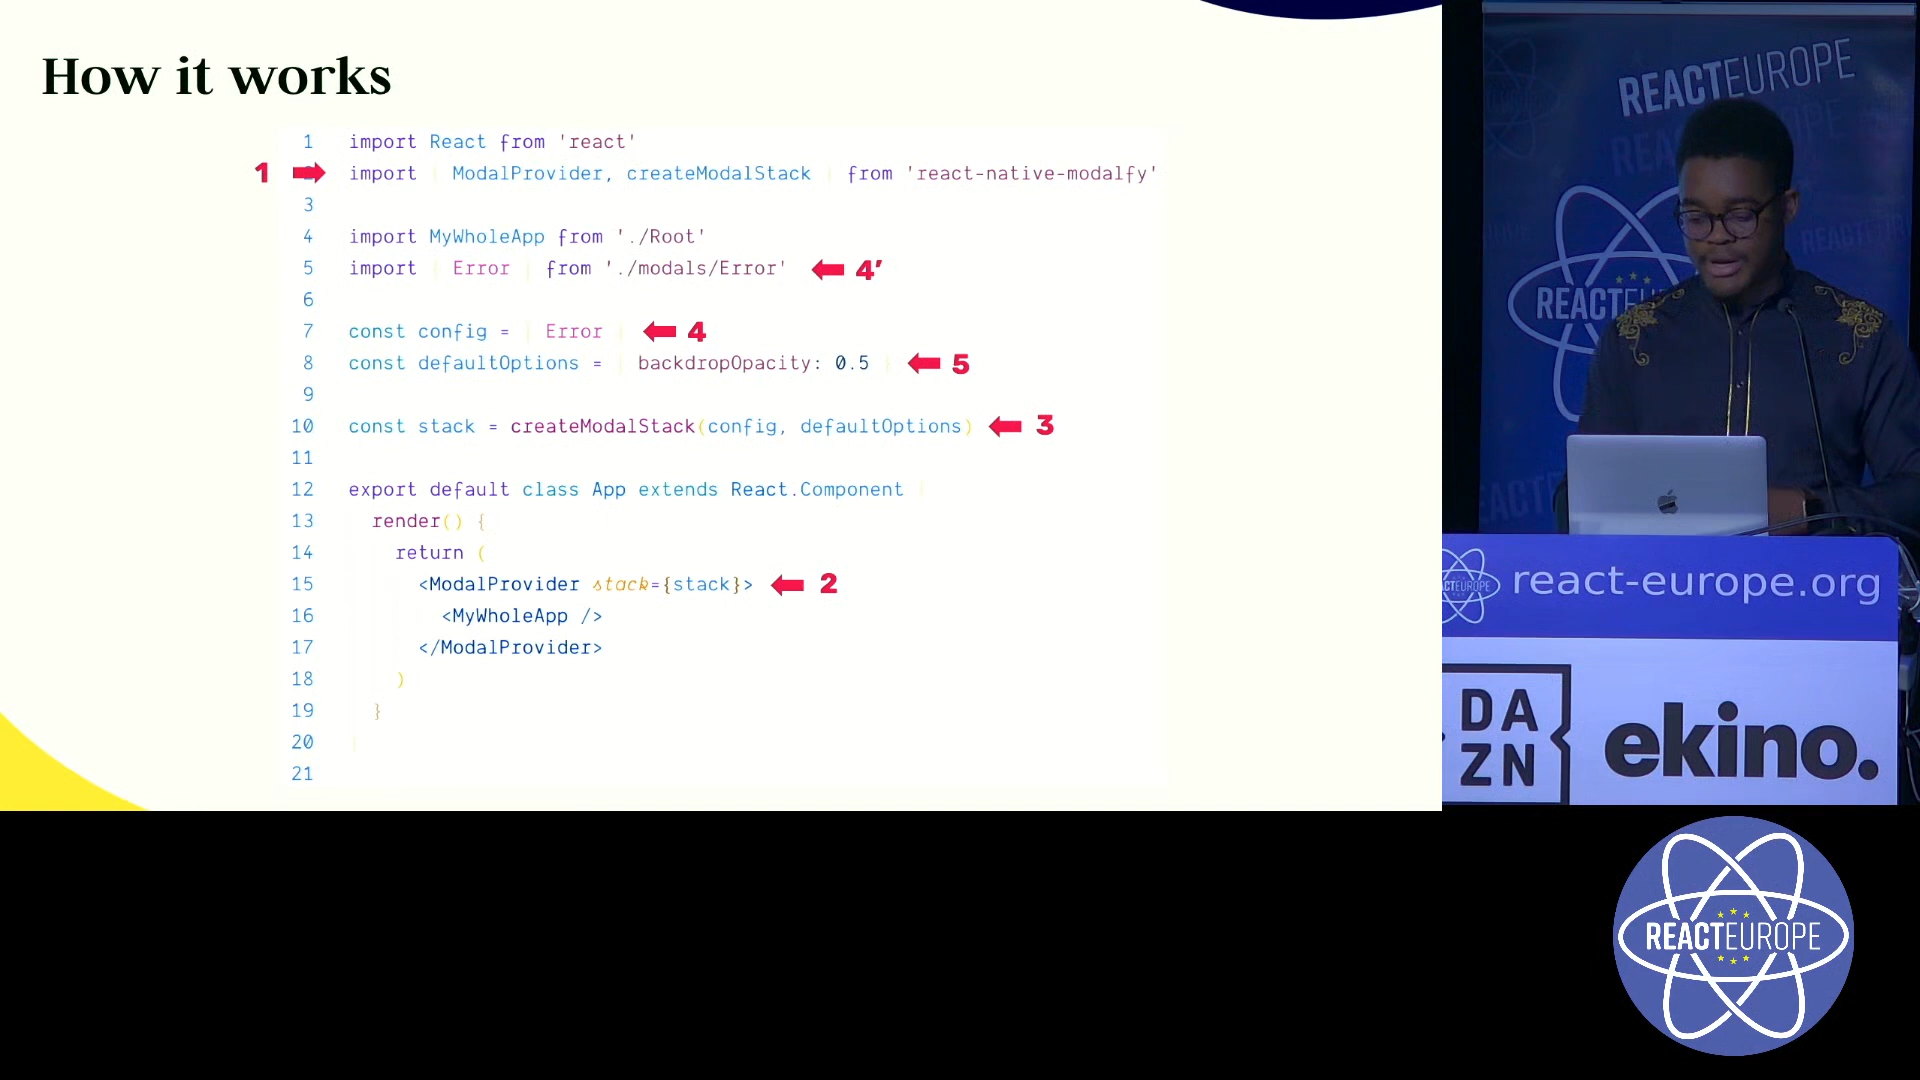 How it works
1 import React from 'react'
1 import { ModalProvider, createModalStack } from 'react-native-modalfy'
3
4 import MyWholeApp from './Root'
5 import { Error } from './modals/Error' 4'
6
7 const config = { Error } 4
8 const defaultOptions = { backdropOpacity: 0.5 } 5
9
10 const stack = createModalStack(config, defaultOptions) 3
11
12 export default class App extends React.Component {
13 render() {
14 return (
15 <ModalProvider stack={stack}> 2
16 <MyWholeApp />
17 </ModalProvider>
18 )
19 }
20 }
21
REACTEUROPE
REACTEU
react-europe.org
DAZN
ekino.
REACTEUROPE